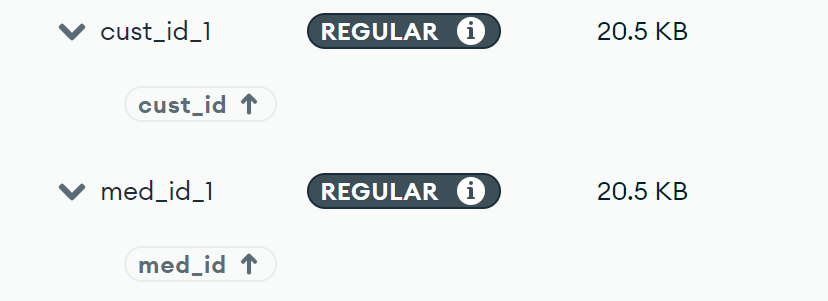 cust_id_1 REGULAR i 20.5 KB
cust_id ↑
med_id_1 REGULAR i 20.5 KB
med_id ↑